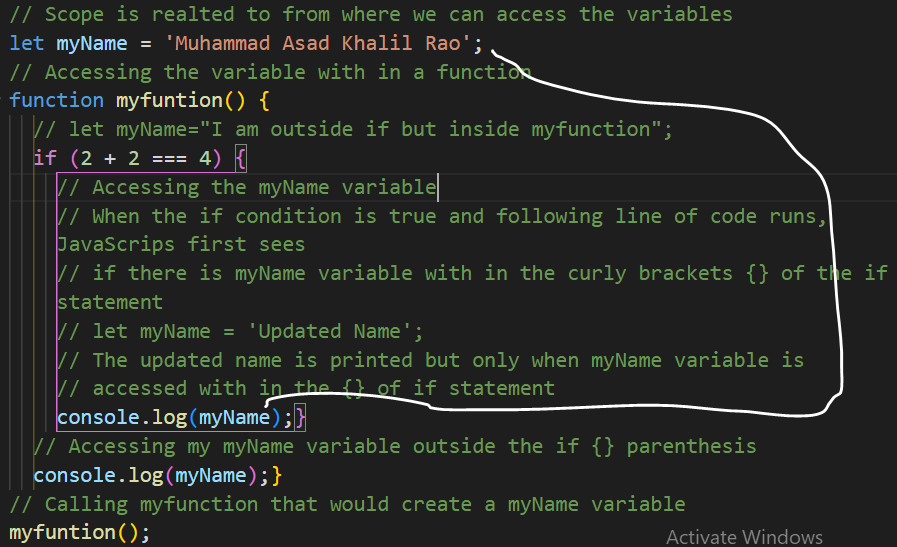 // Scope is realted to from where we can access the variables
let myName = 'Muhammad Asad Khalil Rao';
// Accessing the variable with in a function
function myfuntion() {
// let myName="I am outside if but inside myfunction";
if (2 + 2 === 4) {
// Accessing the myName variable
// When the if condition is true and following line of code runs,
JavaScrips first sees
// if there is myName variable with in the curly brackets {} of the if
statement
// let myName = 'Updated Name';
// The updated name is printed but only when myName variable is
// accessed with in the {} of if statement
console.log(myName);}
// Accessing my myName variable outside the if {} parenthesis
console.log(myName);}
// Calling myfunction that would create a myName variable
myfuntion();
Activate Windows